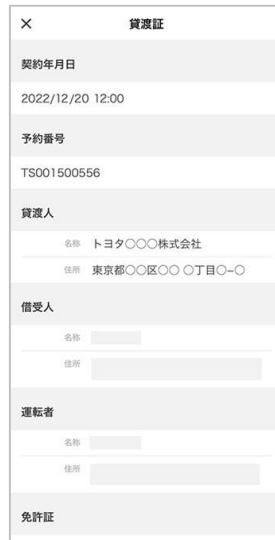 × 貸渡証
契約年月日
2022/12/20 12:00
予約番号
TS001500556
貸渡人
名称 トヨタ○○○株式会社
住所 東京都○○区○○ ○丁目○−○
借受人
名称
住所
運転者
名称
住所
免許証